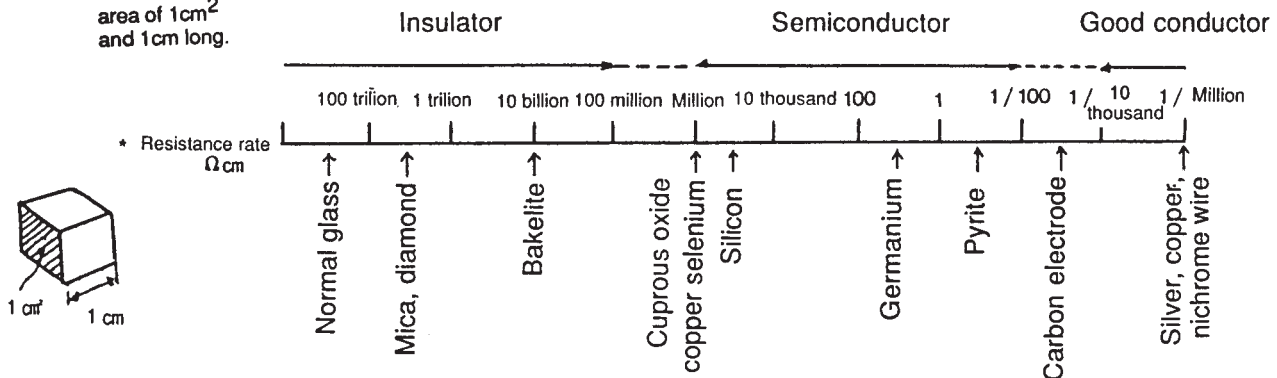 area of 1cm²
and 1cm long.
Insulator
Semiconductor
Good conductor
100 trilion 1 trilion 10 billion 100 million Million 10 thousand 100 1 1/100 1/ 10 thousand 1/ Million
* Resistance rate
Ωcm
Normal glass
Mica, diamond
Bakelite
Cuprous oxide
copper selenium
Silicon
Germanium
Pyrite
Carbon electrode
Silver, copper,
nichrome wire
1 cm²
1 cm